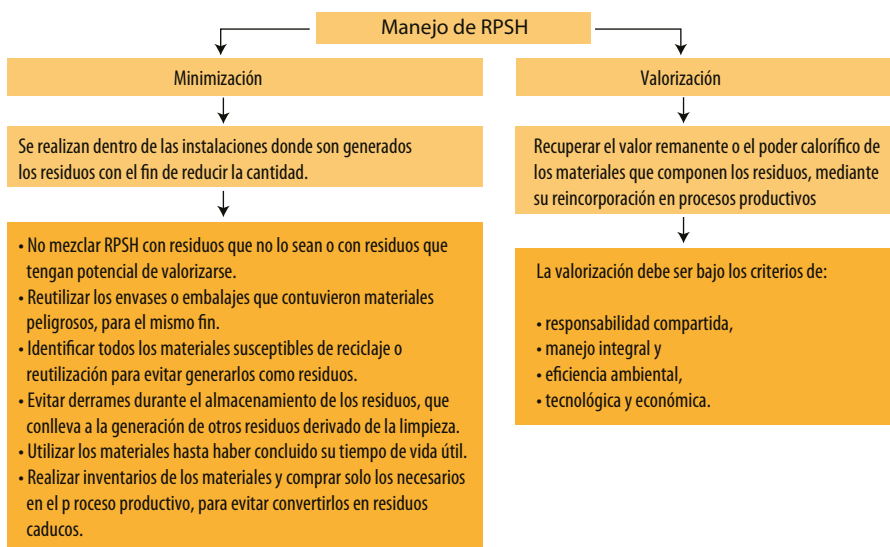 Manejo de RPSH
Minimización
Se realizan dentro de las instalaciones donde son generados
los residuos con el fin de reducir la cantidad.
• No mezclar RPSH con residuos que no lo sean o con residuos que
tengan potencial de valorizarse.
• Reutilizar los envases o embalajes que contuvieron materiales
peligrosos, para el mismo fin.
• Identificar todos los materiales susceptibles de reciclaje o
reutilización para evitar generarlos como residuos.
• Evitar derrames durante el almacenamiento de los residuos, que
conlleva a la generación de otros residuos derivado de la limpieza.
• Utilizar los materiales hasta haber concluido su tiempo de vida útil.
• Realizar inventarios de los materiales y comprar solo los necesarios
en el p roceso productivo, para evitar convertirlos en residuos
caducos.
Valorización
Recuperar el valor remanente o el poder calorífico de
los materiales que componen los residuos, mediante
su reincorporación en procesos productivos
La valorización debe ser bajo los criterios de:
• responsabilidad compartida,
• manejo integral y
• eficiencia ambiental,
• tecnológica y económica.